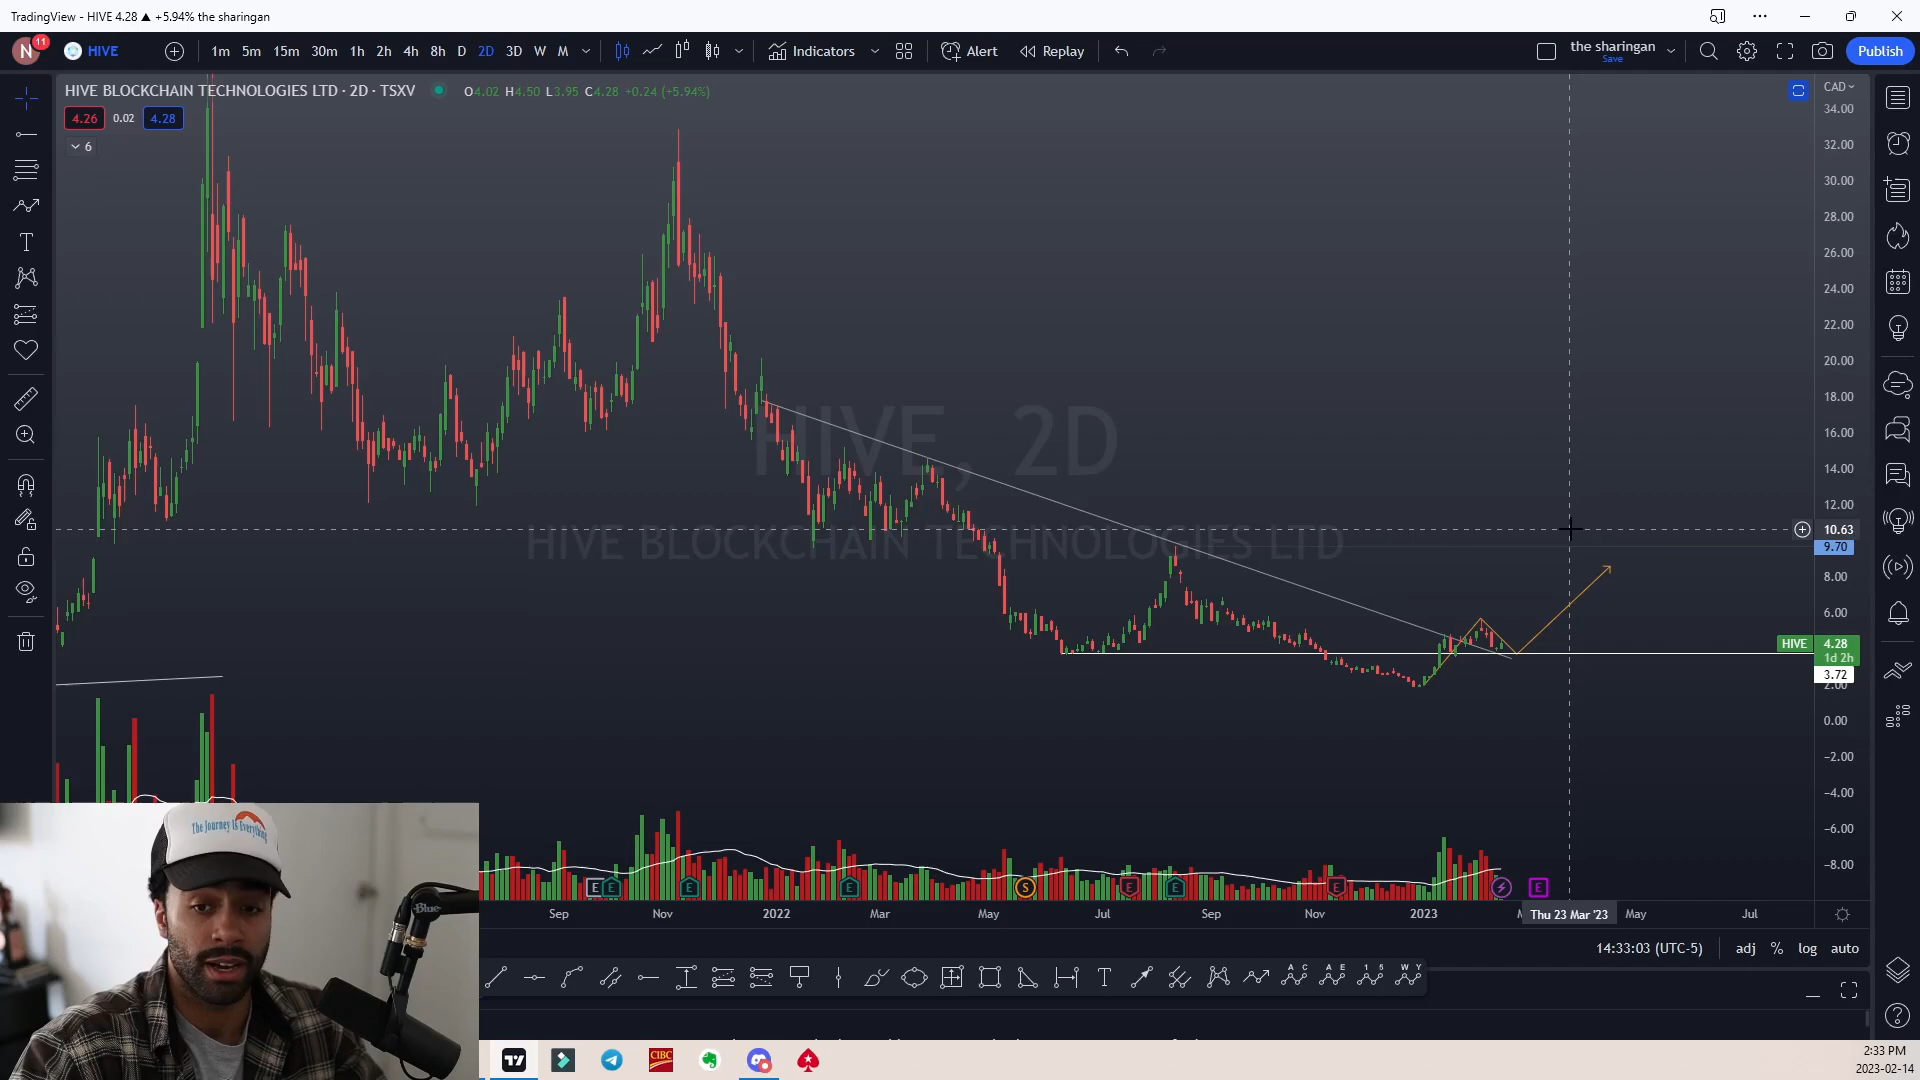 TradingView - HIVE 4.28 ▲ +5.94% the sharingan
N 11 HIVE 1m 5m 15m 30m 1h 2h 4h 8h D 2D 3D W M Indicators Alert Replay the sharingan Save Publish
HIVE BLOCKCHAIN TECHNOLOGIES LTD · 2D · TSXV O4.02 H4.50 L3.95 C4.28 +0.24 (+5.94%)
CAD
4.26 0.02 4.28
6
34.00
32.00
30.00
28.00
26.00
24.00
22.00
20.00
18.00
16.00
14.00
12.00
10.63
9.70
8.00
6.00
HIVE 4.28
1d 2h
3.72
2.00
0.00
−2.00
−4.00
−6.00
−8.00
HIVE, 2D
HIVE BLOCKCHAIN TECHNOLOGIES LTD
The Journey Is Everything
Blue
E E E E S E E E E
Sep Nov 2022 Mar May Jul Sep Nov 2023 Thu 23 Mar '23 May Jul
14:33:03 (UTC-5) adj % log auto
T A C A E 1 5 W Y
CIBC
2:33 PM
2023-02-14